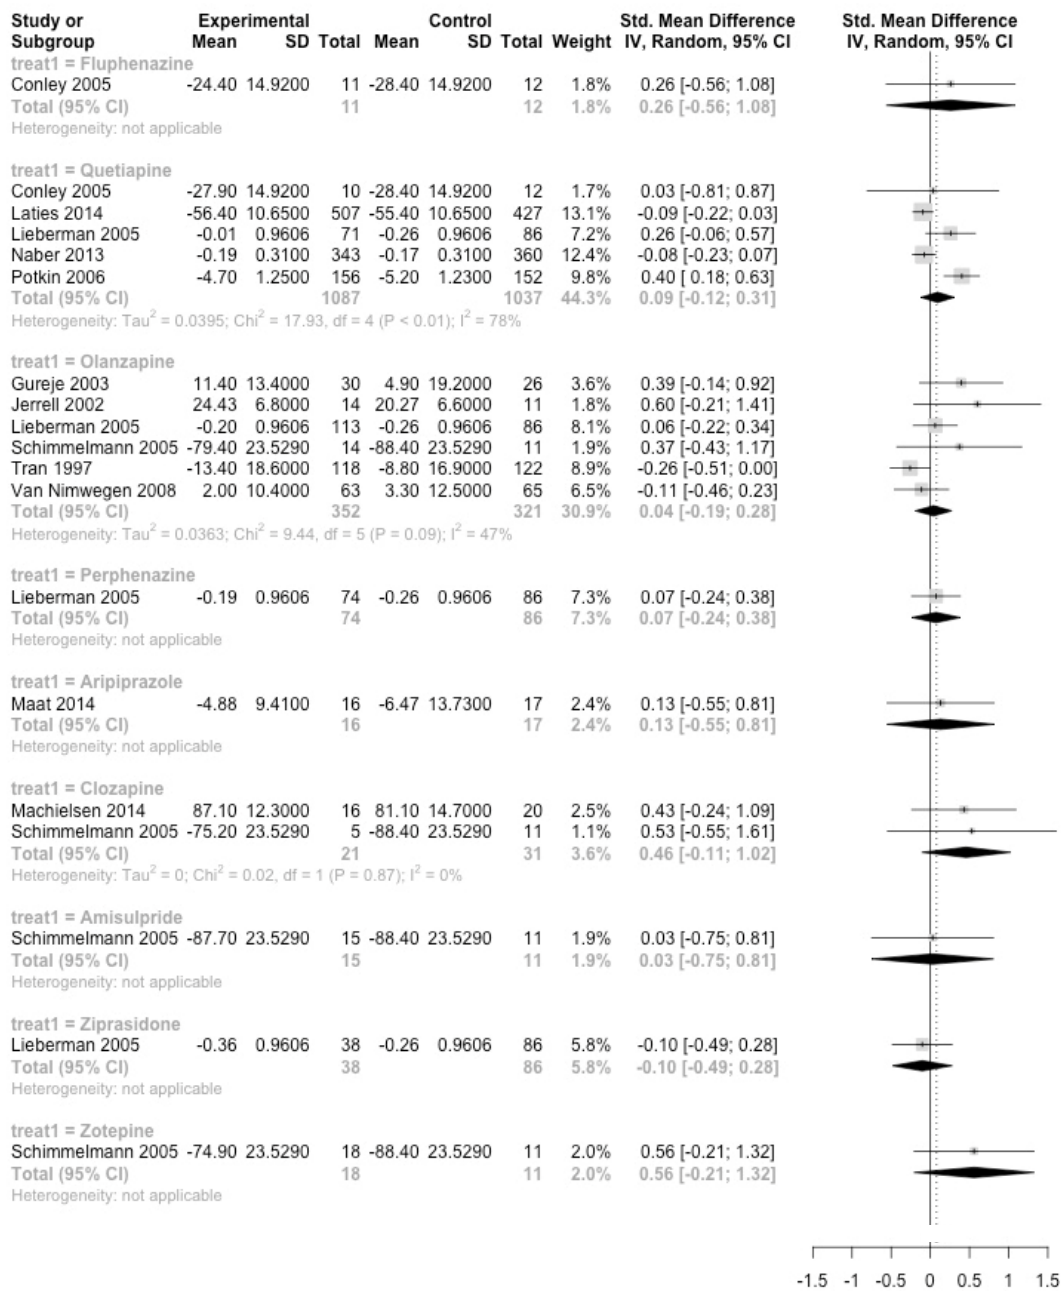 Study or Experimental Control Std. Mean Difference Std. Mean Difference
Subgroup Mean SD Total Mean SD Total Weight IV, Random, 95% CI IV, Random, 95% CI
treat1 = Fluphenazine
Conley 2005 -24.40 14.9200 11 -28.40 14.9200 12 1.8% 0.26 [-0.56; 1.08]
Total (95% CI) 11 12 1.8% 0.26 [-0.56; 1.08]
Heterogeneity: not applicable
treat1 = Quetiapine
Conley 2005 -27.90 14.9200 10 -28.40 14.9200 12 1.7% 0.03 [-0.81; 0.87]
Laties 2014 -56.40 10.6500 507 -55.40 10.6500 427 13.1% -0.09 [-0.22; 0.03]
Lieberman 2005 -0.01 0.9606 71 -0.26 0.9606 86 7.2% 0.26 [-0.06; 0.57]
Naber 2013 -0.19 0.3100 343 -0.17 0.3100 360 12.4% -0.08 [-0.23; 0.07]
Potkin 2006 -4.70 1.2500 156 -5.20 1.2300 152 9.8% 0.40 [ 0.18; 0.63]
Total (95% CI) 1087 1037 44.3% 0.09 [-0.12; 0.31]
Heterogeneity: Tau² = 0.0395; Chi² = 17.93, df = 4 (P < 0.01); I² = 78%
treat1 = Olanzapine
Gureje 2003 11.40 13.4000 30 4.90 19.2000 26 3.6% 0.39 [-0.14; 0.92]
Jerrell 2002 24.43 6.8000 14 20.27 6.6000 11 1.8% 0.60 [-0.21; 1.41]
Lieberman 2005 -0.20 0.9606 113 -0.26 0.9606 86 8.1% 0.06 [-0.22; 0.34]
Schimmelmann 2005 -79.40 23.5290 14 -88.40 23.5290 11 1.9% 0.37 [-0.43; 1.17]
Tran 1997 -13.40 18.6000 118 -8.80 16.9000 122 8.9% -0.26 [-0.51; 0.00]
Van Nimwegen 2008 2.00 10.4000 63 3.30 12.5000 65 6.5% -0.11 [-0.46; 0.23]
Total (95% CI) 352 321 30.9% 0.04 [-0.19; 0.28]
Heterogeneity: Tau² = 0.0363; Chi² = 9.44, df = 5 (P = 0.09); I² = 47%
treat1 = Perphenazine
Lieberman 2005 -0.19 0.9606 74 -0.26 0.9606 86 7.3% 0.07 [-0.24; 0.38]
Total (95% CI) 74 86 7.3% 0.07 [-0.24; 0.38]
Heterogeneity: not applicable
treat1 = Aripiprazole
Maat 2014 -4.88 9.4100 16 -6.47 13.7300 17 2.4% 0.13 [-0.55; 0.81]
Total (95% CI) 16 17 2.4% 0.13 [-0.55; 0.81]
Heterogeneity: not applicable
treat1 = Clozapine
Machielsen 2014 87.10 12.3000 16 81.10 14.7000 20 2.5% 0.43 [-0.24; 1.09]
Schimmelmann 2005 -75.20 23.5290 5 -88.40 23.5290 11 1.1% 0.53 [-0.55; 1.61]
Total (95% CI) 21 31 3.6% 0.46 [-0.11; 1.02]
Heterogeneity: Tau² = 0; Chi² = 0.02, df = 1 (P = 0.87); I² = 0%
treat1 = Amisulpride
Schimmelmann 2005 -87.70 23.5290 15 -88.40 23.5290 11 1.9% 0.03 [-0.75; 0.81]
Total (95% CI) 15 11 1.9% 0.03 [-0.75; 0.81]
Heterogeneity: not applicable
treat1 = Ziprasidone
Lieberman 2005 -0.36 0.9606 38 -0.26 0.9606 86 5.8% -0.10 [-0.49; 0.28]
Total (95% CI) 38 86 5.8% -0.10 [-0.49; 0.28]
Heterogeneity: not applicable
treat1 = Zotepine
Schimmelmann 2005 -74.90 23.5290 18 -88.40 23.5290 11 2.0% 0.56 [-0.21; 1.32]
Total (95% CI) 18 11 2.0% 0.56 [-0.21; 1.32]
Heterogeneity: not applicable
-1.5 -1 -0.5 0 0.5 1 1.5